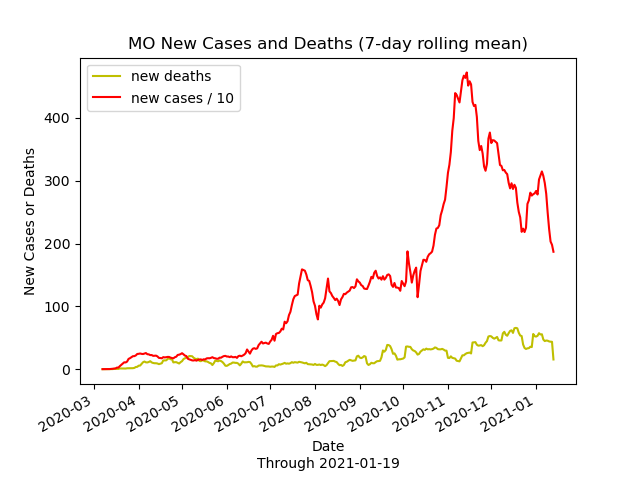 MO New Cases and Deaths (7-day rolling mean)
new deaths
new cases / 10
New Cases or Deaths
400
300
200
100
0
2020-03
2020-04
2020-05
2020-06
2020-07
2020-08
2020-09
2020-10
2020-11
2020-12
2021-01
Date
Through 2021-01-19